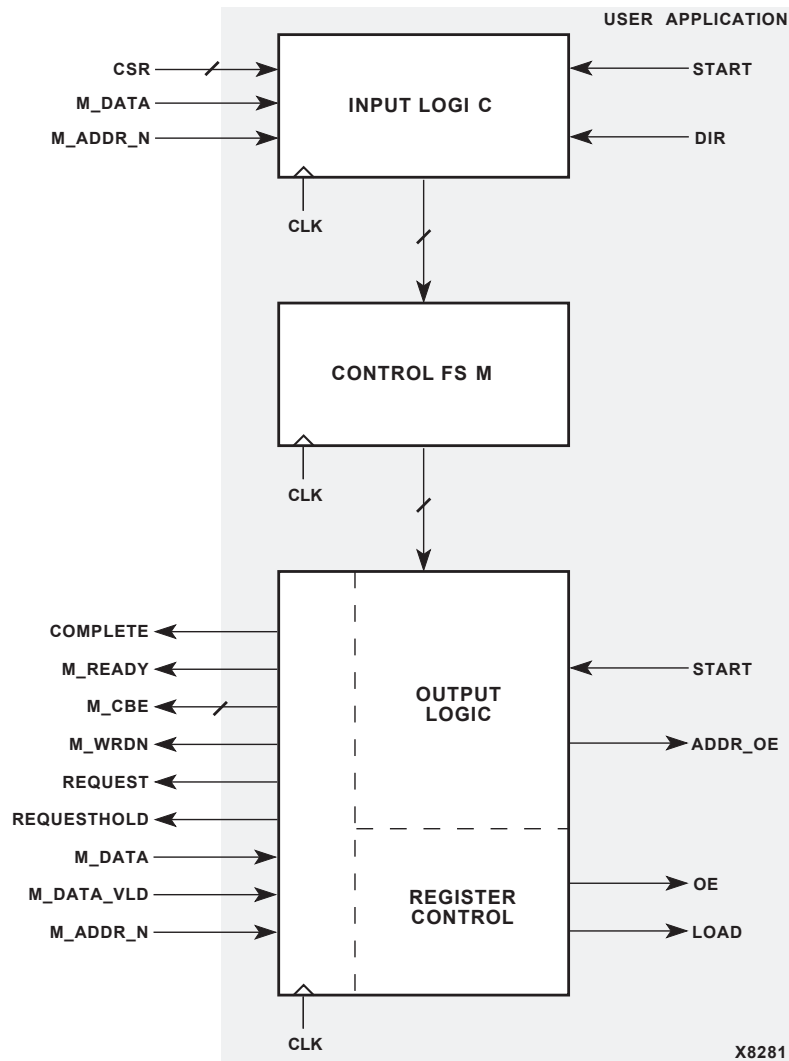 USER APPLICATION
CSR
M_DATA
M_ADDR_N
INPUT LOGI C
START
DIR
CLK
CONTROL FS M
CLK
COMPLETE
M_READY
M_CBE
M_WRDN
REQUEST
REQUESTHOLD
M_DATA
M_DATA_VLD
M_ADDR_N
OUTPUT
LOGIC
REGISTER
CONTROL
START
ADDR_OE
OE
LOAD
CLK
X8281